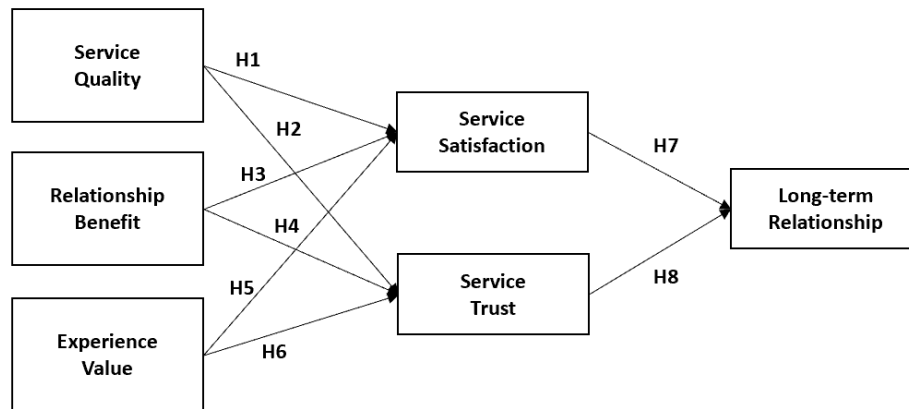 Service
Quality
H1
H2
Service
Satisfaction
H7
Relationship
Benefit
H3
H4
Long-term
Relationship
H5
Service
Trust
H8
Experience
Value
H6